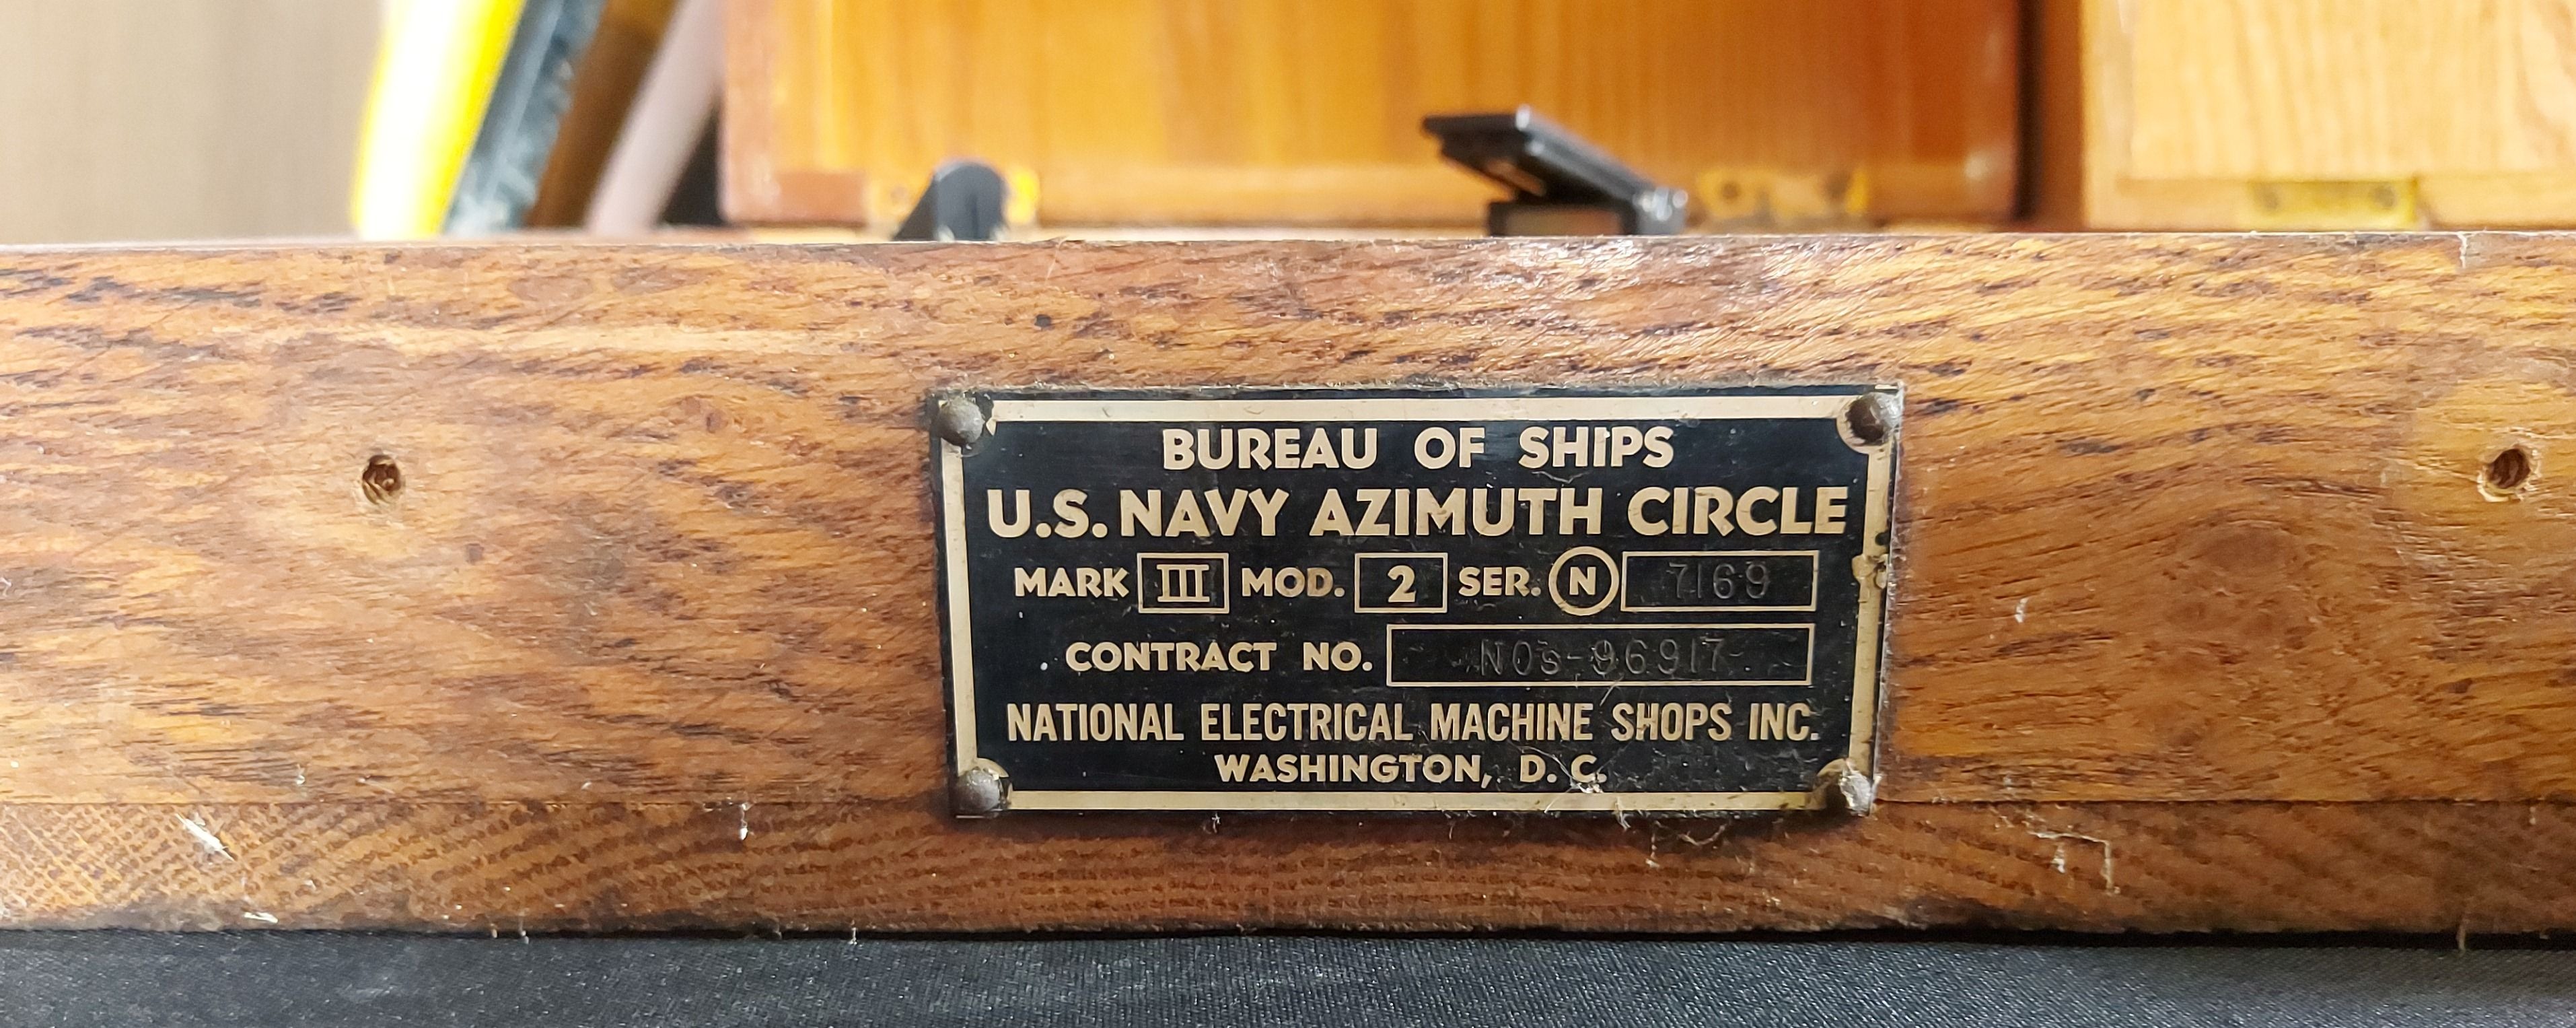 BUREAU OF SHIPS
U.S. NAVY AZIMUTH CIRCLE
MARK III MOD. 2 SER. N 7169
CONTRACT NO. NOs-96917
NATIONAL ELECTRICAL MACHINE SHOPS INC.
WASHINGTON, D. C.